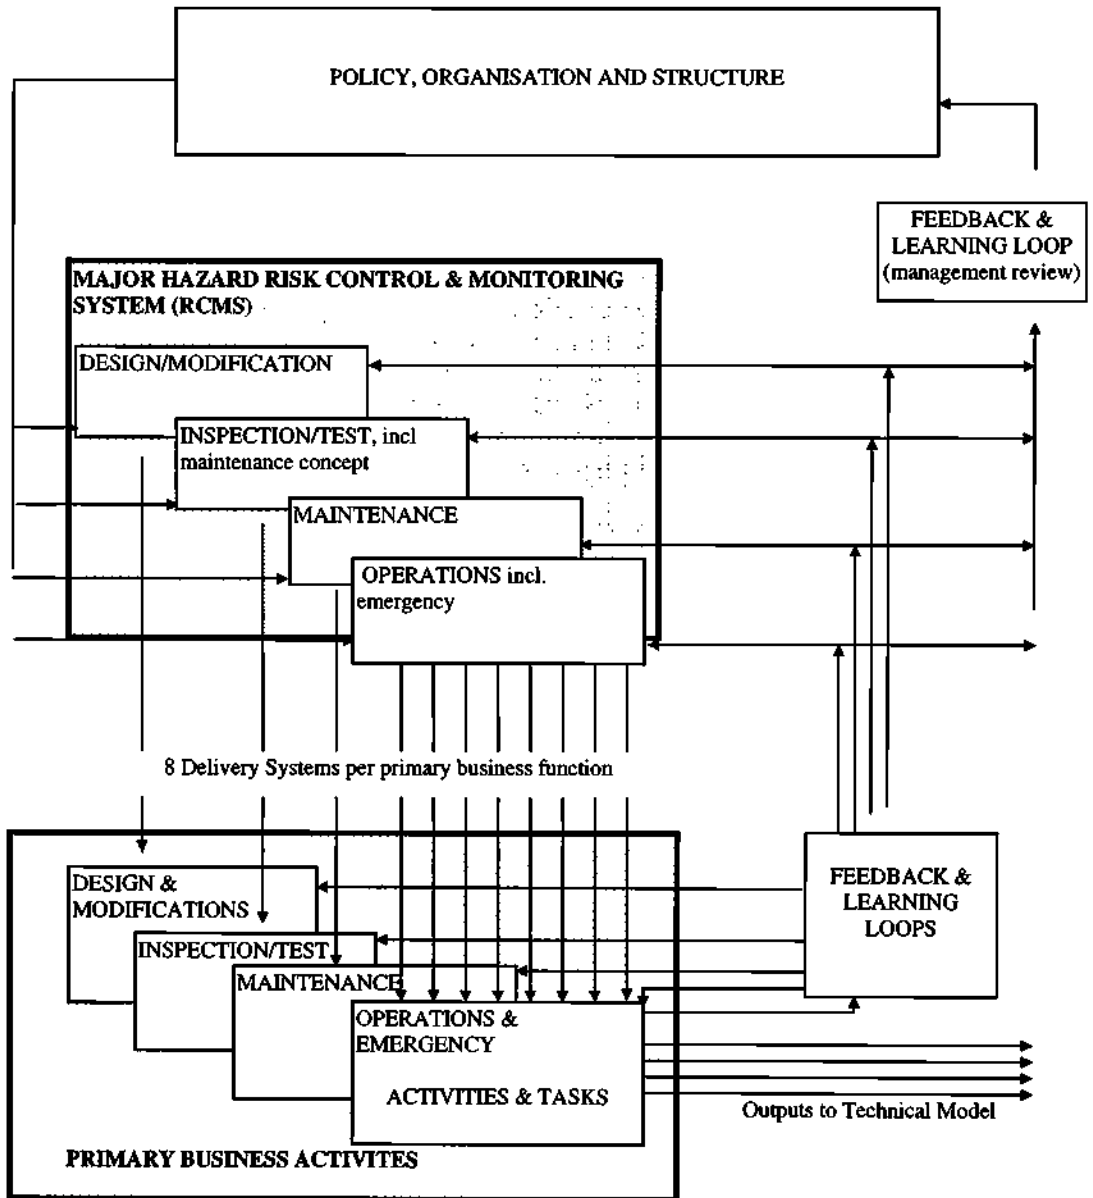 POLICY, ORGANISATION AND STRUCTURE
FEEDBACK &
LEARNING LOOP
(management review)
MAJOR HAZARD RISK CONTROL & MONITORING
SYSTEM (RCMS)
DESIGN/MODIFICATION
INSPECTION/TEST, incl
maintenance concept
MAINTENANCE
OPERATIONS incl.
emergency
8 Delivery Systems per primary business function
DESIGN &
MODIFICATIONS
INSPECTION/TEST
MAINTENANCE
OPERATIONS &
EMERGENCY
ACTIVITIES & TASKS
FEEDBACK &
LEARNING
LOOPS
Outputs to Technical Model
PRIMARY BUSINESS ACTIVITES